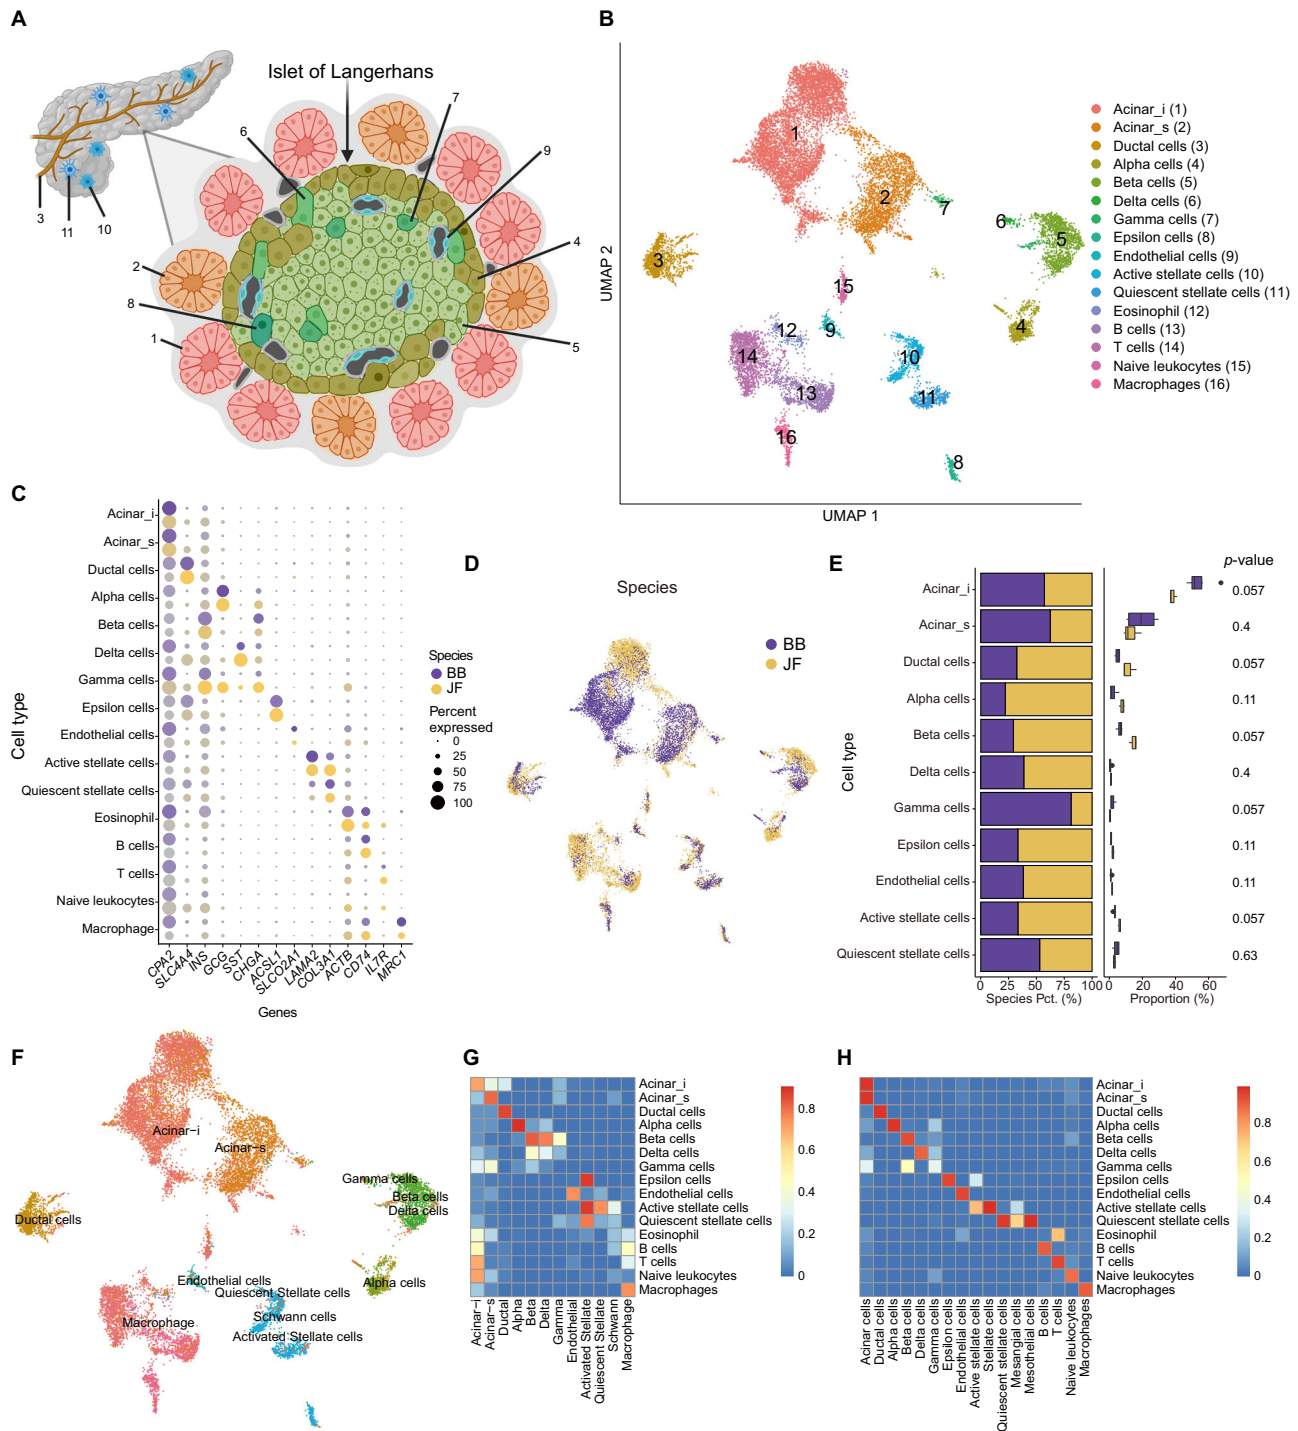 A
Islet of Langerhans
7
6
9
3
11
10
4
2
8
1
5
B
UMAP 2
UMAP 1
1
2
3
4
5
6
7
8
9
10
11
12
13
14
15
16
Acinar_i (1)
Acinar_s (2)
Ductal cells (3)
Alpha cells (4)
Beta cells (5)
Delta cells (6)
Gamma cells (7)
Epsilon cells (8)
Endothelial cells (9)
Active stellate cells (10)
Quiescent stellate cells (11)
Eosinophil (12)
B cells (13)
T cells (14)
Naive leukocytes (15)
Macrophages (16)
C
Cell type
Acinar_i
Acinar_s
Ductal cells
Alpha cells
Beta cells
Delta cells
Gamma cells
Epsilon cells
Endothelial cells
Active stellate cells
Quiescent stellate cells
Eosinophil
B cells
T cells
Naive leukocytes
Macrophage
CPA2
SLC4A4
INS
GCG
SST
CHGA
ACSL1
SLCO2A1
LAMA2
COL3A1
ACTB
CD74
IL7R
MRC1
Genes
Species
BB
JF
Percent
expressed
0
25
50
75
100
D
Species
BB
JF
E
p-value
Cell type
Acinar_i
0.057
Acinar_s
0.4
Ductal cells
0.057
Alpha cells
0.11
Beta cells
0.057
Delta cells
0.4
Gamma cells
0.057
Epsilon cells
0.11
Endothelial cells
0.11
Active stellate cells
0.057
Quiescent stellate cells
0.63
0 25 50 75 100
Species Pct. (%)
0 20 40 60
Proportion (%)
F
Acinar−i
Acinar−s
Gamma cells
Beta cells
Delta cells
Ductal cells
Endothelial cells
Alpha cells
Quiescent Stellate cells
Schwann cells
Macrophage
Activated Stellate cells
G
Acinar_i
Acinar_s
Ductal cells
Alpha cells
Beta cells
Delta cells
Gamma cells
Epsilon cells
Endothelial cells
Active stellate cells
Quiescent stellate cells
Eosinophil
B cells
T cells
Naive leukocytes
Macrophages
Acinar−i
Acinar−s
Ductal
Alpha
Beta
Delta
Gamma
Endothelial
Activated Stellate
Quiescent Stellate
Schwann
Macrophage
0.8
0.6
0.4
0.2
0
H
Acinar_i
Acinar_s
Ductal cells
Alpha cells
Beta cells
Delta cells
Gamma cells
Epsilon cells
Endothelial cells
Active stellate cells
Quiescent stellate cells
Eosinophil
B cells
T cells
Naive leukocytes
Macrophages
Acinar cells
Ductal cells
Alpha cells
Beta cells
Delta cells
Gamma cells
Epsilon cells
Endothelial cells
Active stellate cells
Stellate cells
Quiescent stellate cells
Mesangial cells
Mesothelial cells
B cells
T cells
Naive leukocytes
Macrophages
0.8
0.6
0.4
0.2
0